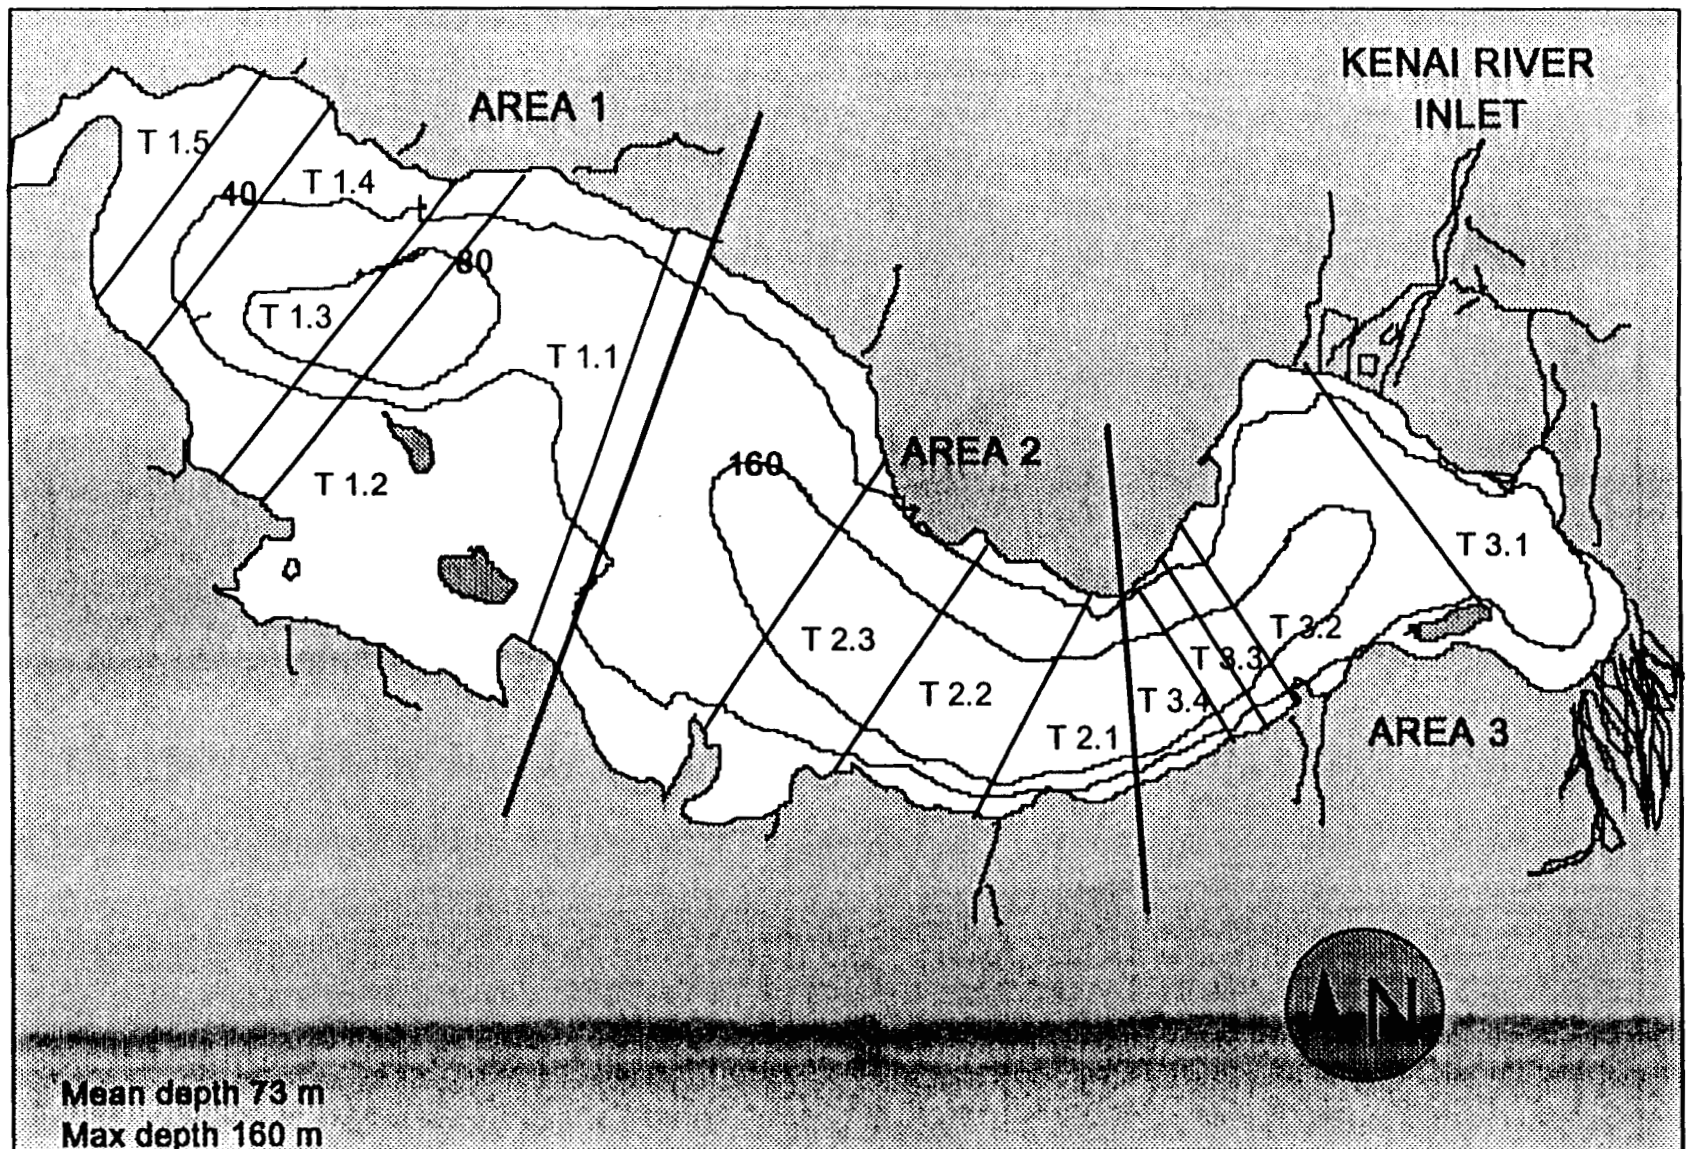 KENAI RIVER
INLET
AREA 1
T 1.5
T 1.4
40
80
T 1.3
T 1.1
AREA 2
160
T 1.2
T 3.1
T 2.3
T 3.2
T 3.3
T 2.2
T 3.4
T 2.1
AREA 3
N
Mean depth 73 m
Max depth 160 m